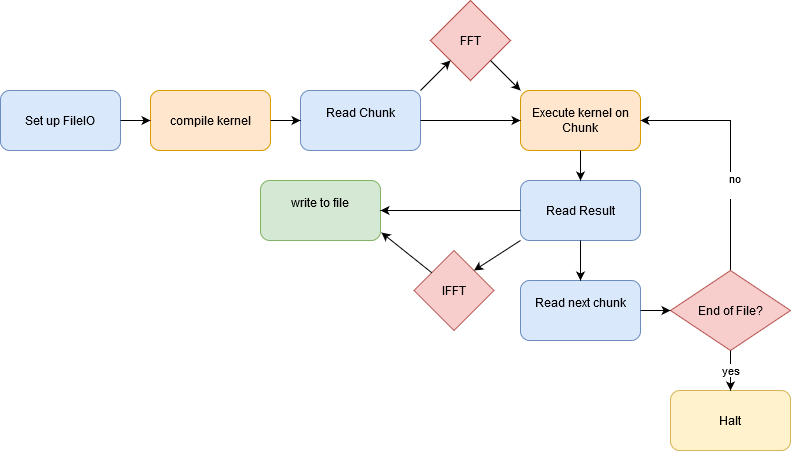 FFT
Set up FileIO
compile kernel
Read Chunk
Execute kernel on
Chunk
no
write to file
Read Result
IFFT
Read next chunk
End of File?
yes
Halt